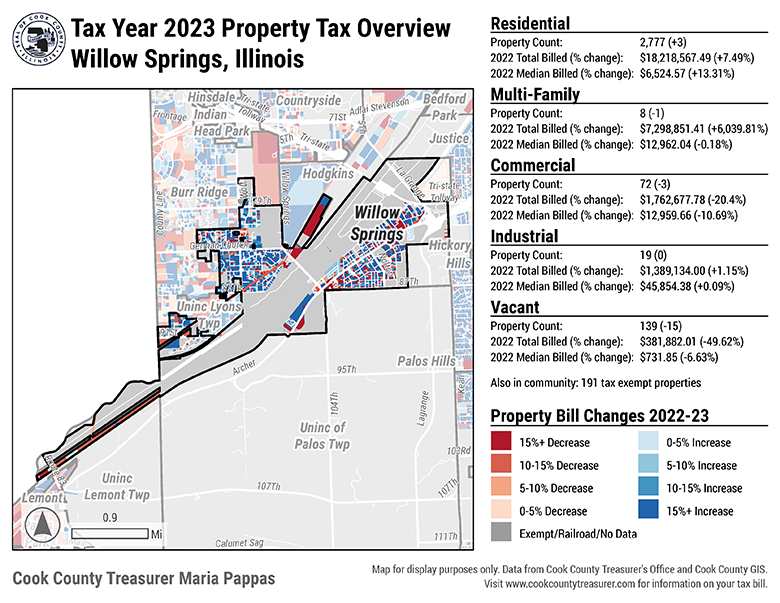 Tax Year 2023 Property Tax Overview
Willow Springs, Illinois
SEAL OF COOK COUNTY
ILLINOIS
Residential
Property Count: 2,777 (+3)
2022 Total Billed (% change): $18,218,567.49 (+7.49%)
2022 Median Billed (% change): $6,524.57 (+13.31%)
Multi-Family
Property Count: 8 (-1)
2022 Total Billed (% change): $7,298,851.41 (+6,039.81%)
2022 Median Billed (% change): $12,962.04 (-0.18%)
Commercial
Property Count: 72 (-3)
2022 Total Billed (% change): $1,762,677.78 (-20.4%)
2022 Median Billed (% change): $12,959.66 (-10.69%)
Industrial
Property Count: 19 (0)
2022 Total Billed (% change): $1,389,134.00 (+1.15%)
2022 Median Billed (% change): $45,854.38 (+0.09%)
Vacant
Property Count: 139 (-15)
2022 Total Billed (% change): $381,882.01 (-49.62%)
2022 Median Billed (% change): $731.85 (-6.63%)
Also in community: 191 tax exempt properties
Property Bill Changes 2022-23
15%+ Decrease
0-5% Increase
10-15% Decrease
5-10% Increase
5-10% Decrease
10-15% Increase
0-5% Decrease
15%+ Increase
Exempt/Railroad/No Data
Hinsdale
Tri-state
Tollway
Countryside
Adlai Stevenson
Bedford
Park
Frontage
Indian
Head Park
71St
Tri-state
Justice
Hodgkins
La Grange
Tri-state
Tollway
Burr Ridge
County Line
Willow Springs
Willow
Springs
Hickory
Hills
Uninc Lyons
Twp
Archer
95Th
Palos Hills
Kean
104Th
Lagrange
Uninc of
Palos Twp
103Rd
Uninc
Lemont Twp
107Th
107Th
Lemont
0.9
Mi
Calumet Sag
111Th
Cook County Treasurer Maria Pappas
Map for display purposes only. Data from Cook County Treasurer's Office and Cook County GIS.
Visit www.cookcountytreasurer.com for information on your tax bill.